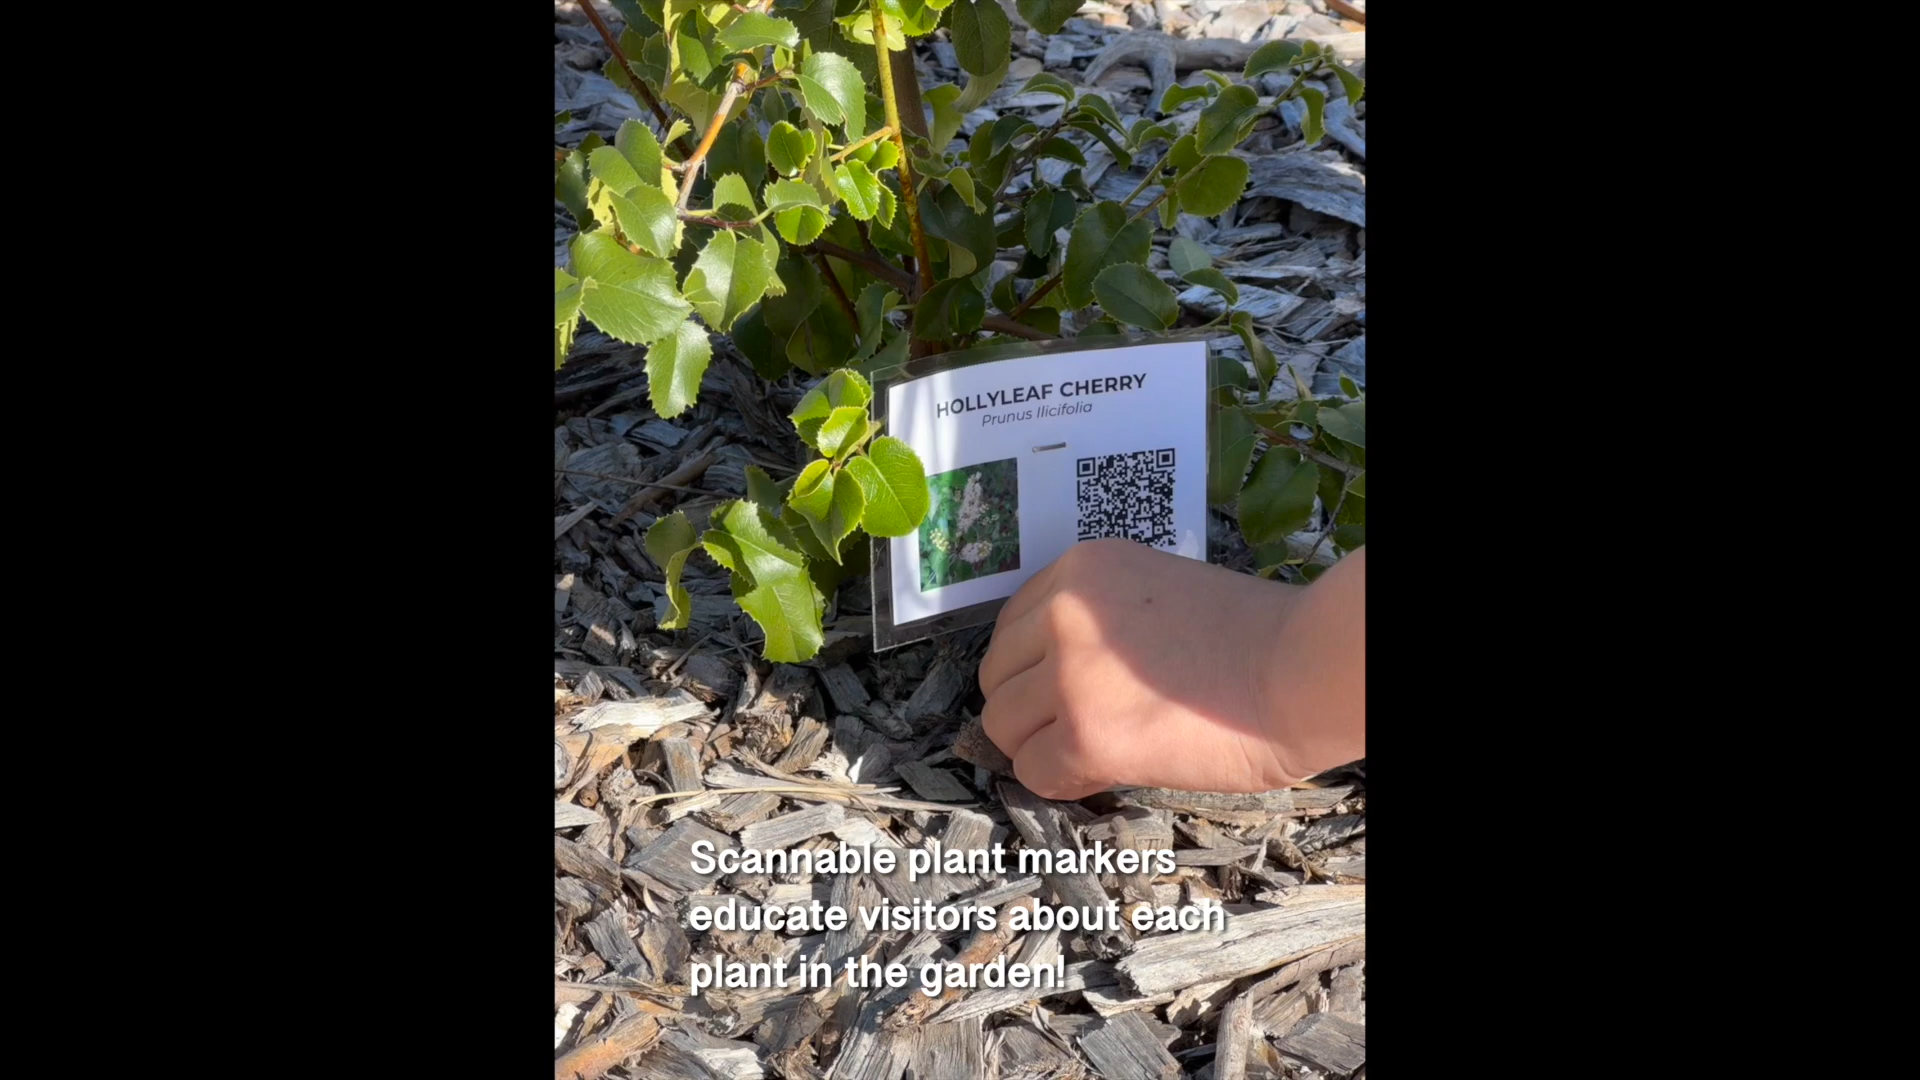 HOLLYLEAF CHERRY
Prunus Ilicifolia
Scannable plant markers
educate visitors about each
plant in the garden!